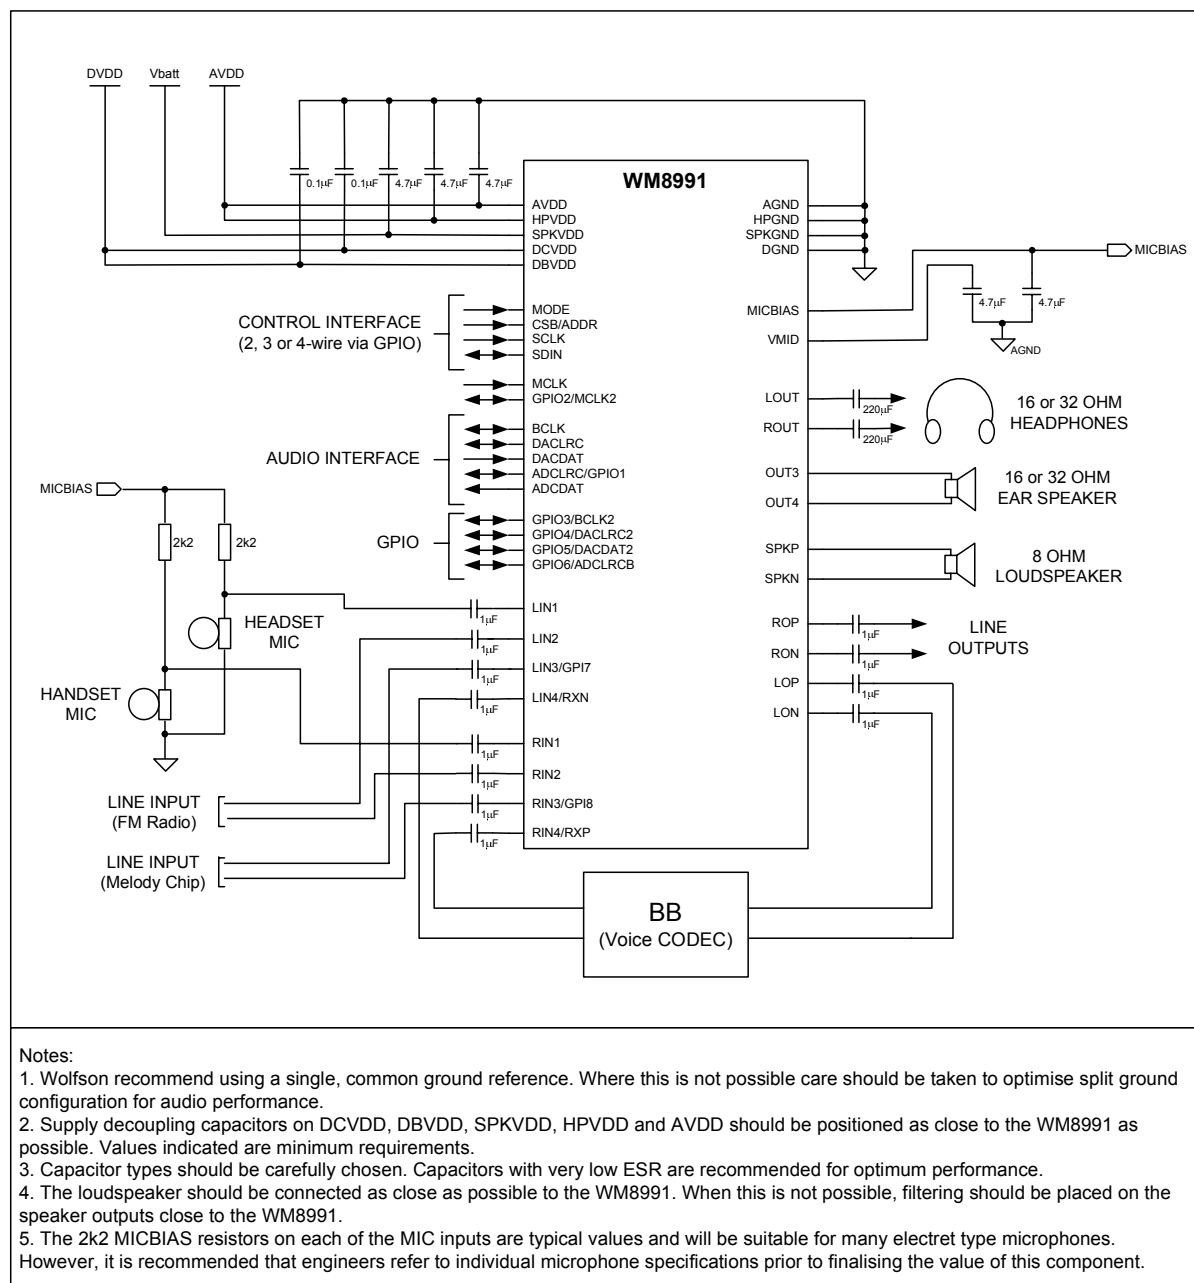 DVDD
Vbatt
AVDD
0.1µF
0.1µF
4.7µF
4.7µF
4.7µF
WM8991
AVDD
HPVDD
SPKVDD
DCVDD
DBVDD
AGND
HPGND
SPKGND
DGND
MICBIAS
MICBIAS
VMID
4.7µF
4.7µF
AGND
CONTROL INTERFACE
(2, 3 or 4-wire via GPIO)
MODE
CSB/ADDR
SCLK
SDIN
MCLK
GPIO2/MCLK2
AUDIO INTERFACE
BCLK
DACLRC
DACDAT
ADCLRC/GPIO1
ADCDAT
GPIO
GPIO3/BCLK2
GPIO4/DACLRC2
GPIO5/DACDAT2
GPIO6/ADCLRCB
LOUT
220µF
ROUT
220µF
16 or 32 OHM
HEADPHONES
OUT3
OUT4
16 or 32 OHM
EAR SPEAKER
SPKP
SPKN
8 OHM
LOUDSPEAKER
MICBIAS
2k2
2k2
HEADSET
MIC
HANDSET
MIC
1µF
LIN1
1µF
LIN2
1µF
LIN3/GPI7
1µF
LIN4/RXN
1µF
RIN1
1µF
RIN2
1µF
RIN3/GPI8
1µF
RIN4/RXP
ROP
1µF
RON
1µF
LOP
1µF
LON
1µF
LINE
OUTPUTS
LINE INPUT
(FM Radio)
LINE INPUT
(Melody Chip)
BB
(Voice CODEC)
Notes:
1. Wolfson recommend using a single, common ground reference. Where this is not possible care should be taken to optimise split ground
configuration for audio performance.
2. Supply decoupling capacitors on DCVDD, DBVDD, SPKVDD, HPVDD and AVDD should be positioned as close to the WM8991 as
possible. Values indicated are minimum requirements.
3. Capacitor types should be carefully chosen. Capacitors with very low ESR are recommended for optimum performance.
4. The loudspeaker should be connected as close as possible to the WM8991. When this is not possible, filtering should be placed on the
speaker outputs close to the WM8991.
5. The 2k2 MICBIAS resistors on each of the MIC inputs are typical values and will be suitable for many electret type microphones.
However, it is recommended that engineers refer to individual microphone specifications prior to finalising the value of this component.